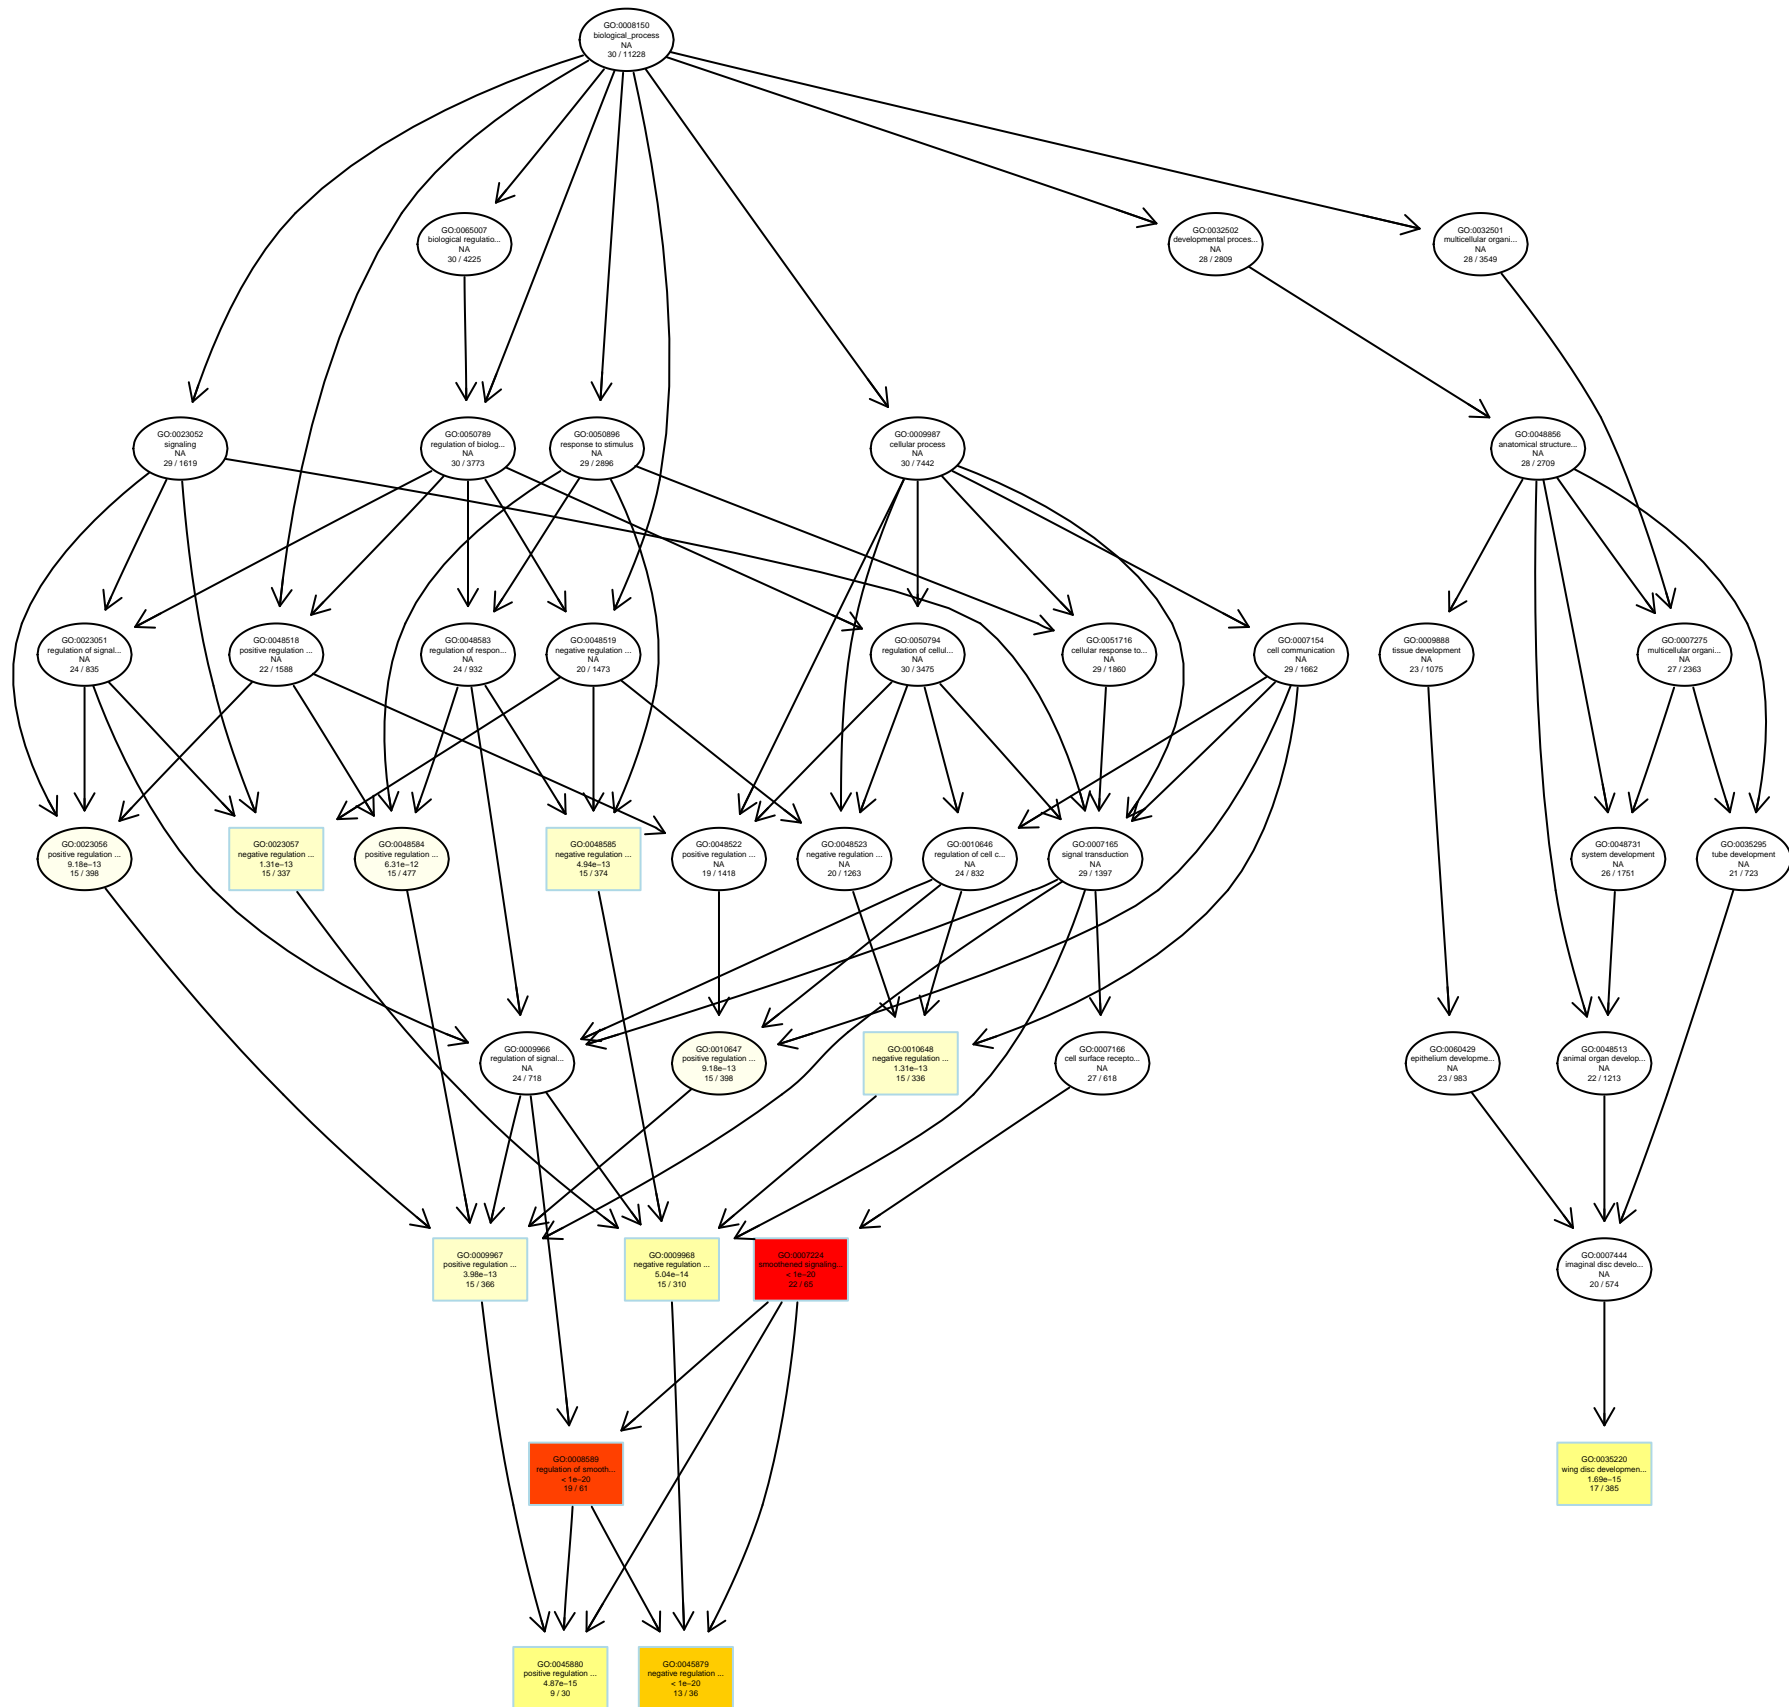 GO:0008150
biological_process
NA
30 / 11228
GO:0065007
biological regulatio...
NA
30 / 4225
GO:0032502
developmental proces...
NA
28 / 2809
GO:0032501
multicellular organi...
NA
28 / 3549
GO:0023052
signaling
NA
29 / 1619
GO:0050789
regulation of biolog...
NA
30 / 3773
GO:0050896
response to stimulus
NA
29 / 2896
GO:0009987
cellular process
NA
30 / 7442
GO:0048856
anatomical structure...
NA
28 / 2709
GO:0023051
regulation of signal...
NA
24 / 835
GO:0048518
positive regulation ...
NA
22 / 1588
GO:0048583
regulation of respon...
NA
24 / 932
GO:0048519
negative regulation ...
NA
20 / 1473
GO:0050794
regulation of cellul...
NA
30 / 3475
GO:0051716
cellular response to...
NA
29 / 1860
GO:0007154
cell communication
NA
29 / 1662
GO:0009888
tissue development
NA
23 / 1075
GO:0007275
multicellular organi...
NA
27 / 2363
GO:0023056
positive regulation ...
9.18e−13
15 / 398
GO:0023057
negative regulation ...
1.31e−13
15 / 337
GO:0048584
positive regulation ...
6.31e−12
15 / 477
GO:0048585
negative regulation ...
4.94e−13
15 / 374
GO:0048522
positive regulation ...
NA
19 / 1418
GO:0048523
negative regulation ...
NA
20 / 1263
GO:0010646
regulation of cell c...
NA
24 / 832
GO:0007165
signal transduction
NA
29 / 1397
GO:0048731
system development
NA
26 / 1751
GO:0035295
tube development
NA
21 / 723
GO:0009966
regulation of signal...
NA
24 / 718
GO:0010647
positive regulation ...
9.18e−13
15 / 398
GO:0010648
negative regulation ...
1.31e−13
15 / 336
GO:0007166
cell surface recepto...
NA
27 / 618
GO:0060429
epithelium developme...
NA
23 / 983
GO:0048513
animal organ develop...
NA
22 / 1213
GO:0009967
positive regulation ...
3.98e−13
15 / 366
GO:0009968
negative regulation ...
5.04e−14
15 / 310
GO:0007224
smoothened signaling...
< 1e−20
22 / 65
GO:0007444
imaginal disc develo...
NA
20 / 574
GO:0008589
regulation of smooth...
< 1e−20
19 / 61
GO:0035220
wing disc developmen...
1.69e−15
17 / 385
GO:0045880
positive regulation ...
4.87e−15
9 / 30
GO:0045879
negative regulation ...
< 1e−20
13 / 36